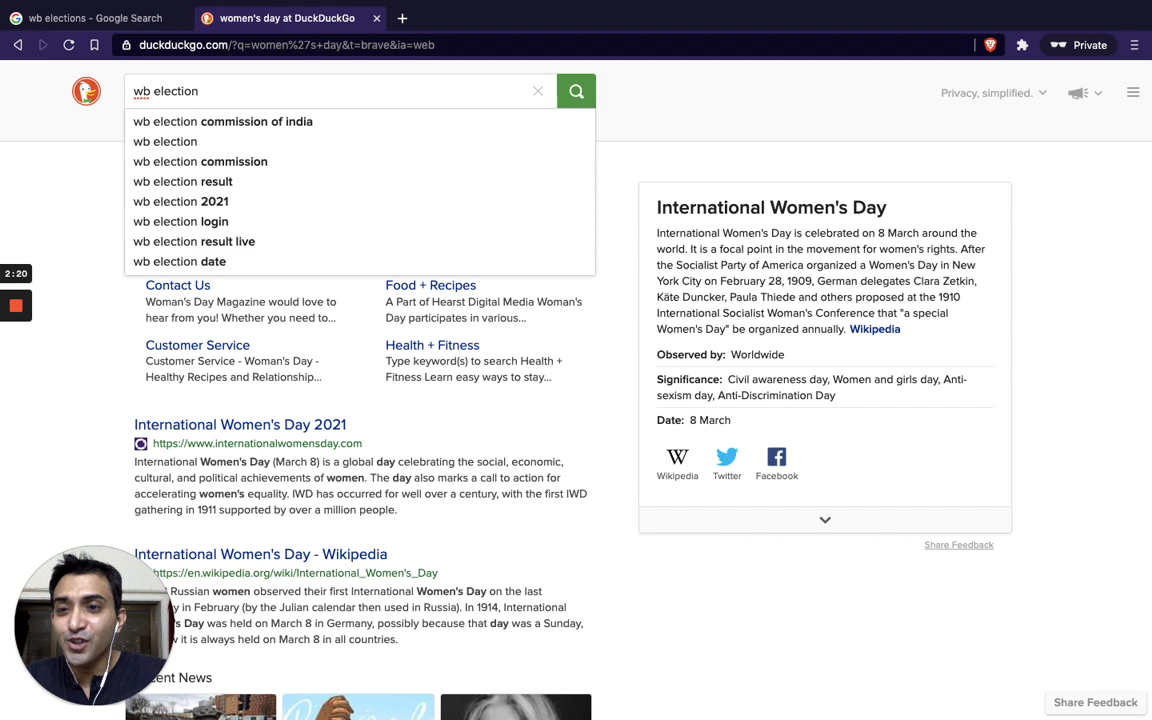 wb elections - Google Search
women's day at DuckDuckGo
duckduckgo.com/?q=women%27s+day&t=brave&ia=web
Private
wb election
Privacy, simplified.
wb election commission of india
wb election
wb election commission
wb election result
wb election 2021
wb election login
wb election result live
wb election date
2:20
Contact Us
Woman's Day Magazine would love to
hear from you! Whether you need to...
Food + Recipes
A Part of Hearst Digital Media Woman's
Day participates in various...
Customer Service
Customer Service - Woman's Day -
Healthy Recipes and Relationship...
Health + Fitness
Type keyword(s) to search Health +
Fitness Learn easy ways to stay...
International Women's Day 2021
https://www.internationalwomensday.com
International Women's Day (March 8) is a global day celebrating the social, economic,
cultural, and political achievements of women. The day also marks a call to action for
accelerating women's equality. IWD has occurred for well over a century, with the first IWD
gathering in 1911 supported by over a million people.
International Women's Day - Wikipedia
https://en.wikipedia.org/wiki/International_Women's_Day
Russian women observed their first International Women's Day on the last
in February (by the Julian calendar then used in Russia). In 1914, International
Day was held on March 8 in Germany, possibly because that day was a Sunday,
it is always held on March 8 in all countries.
News
International Women's Day
International Women's Day is celebrated on 8 March around the
world. It is a focal point in the movement for women's rights. After
the Socialist Party of America organized a Women's Day in New
York City on February 28, 1909, German delegates Clara Zetkin,
Käte Duncker, Paula Thiede and others proposed at the 1910
International Socialist Woman's Conference that "a special
Women's Day" be organized annually. Wikipedia
Observed by: Worldwide
Significance: Civil awareness day, Women and girls day, Anti-
sexism day, Anti-Discrimination Day
Date: 8 March
W
Wikipedia
Twitter
Facebook
Share Feedback
Share Feedback